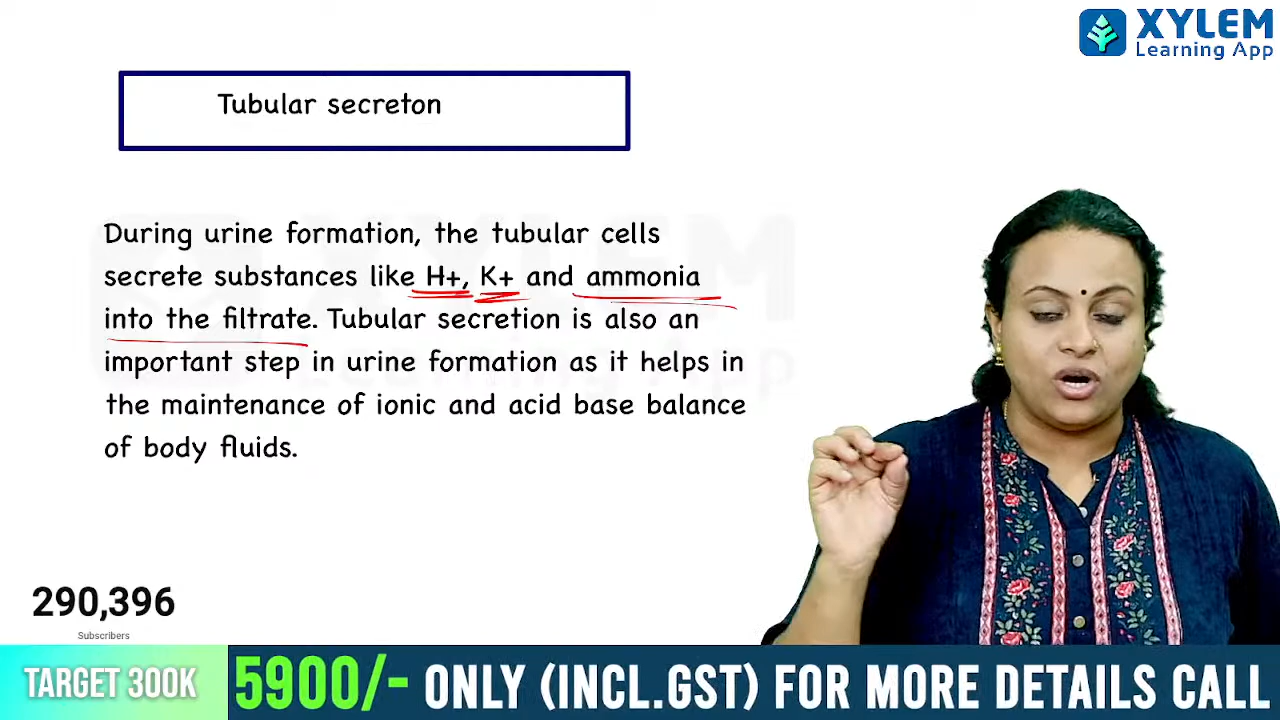 XYLEM
Learning App
Tubular secreton
During urine formation, the tubular cells
secrete substances like H+, K+ and ammonia
into the filtrate. Tubular secretion is also an
important step in urine formation as it helps in
the maintenance of ionic and acid base balance
of body fluids.
290,396
Subscribers
TARGET 300K
5900/- ONLY (INCL.GST) FOR MORE DETAILS CALL
XYLEM
Learning App